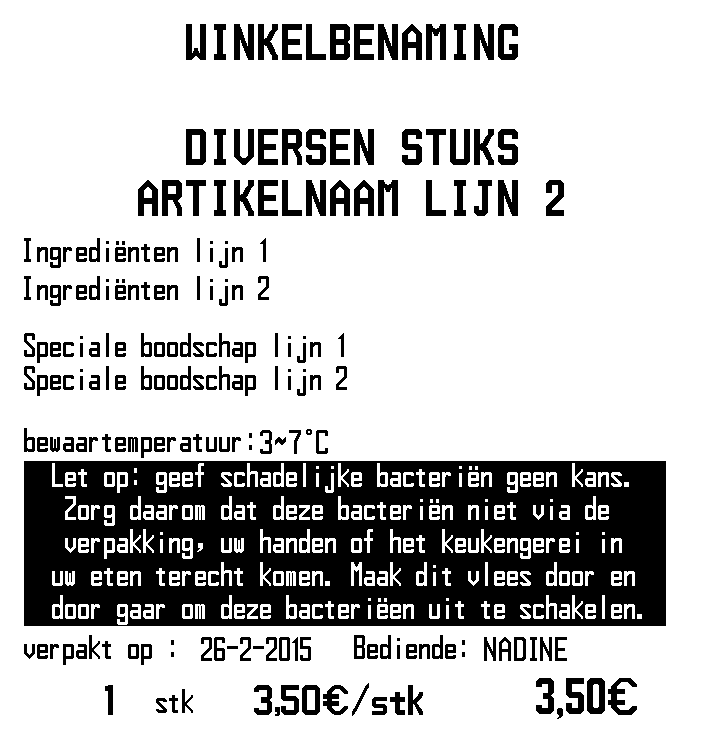 WINKELBENAMING
DIVERSEN STUKS
ARTIKELNAAM LIJN 2
Ingrediënten lijn 1
Ingrediënten lijn 2
Speciale boodschap lijn 1
Speciale boodschap lijn 2
bewaartemperatuur:3~7°C
Let op: geef schadelijke bacteriën geen kans.
Zorg daarom dat deze bacteriën niet via de
verpakking, uw handen of het keukengerei in
uw eten terecht komen. Maak dit vlees door en
door gaar om deze bacteriëen uit te schakelen.
verpakt op : 26-2-2015 Bediende: NADINE
1 stk 3,50€/stk 3,50€